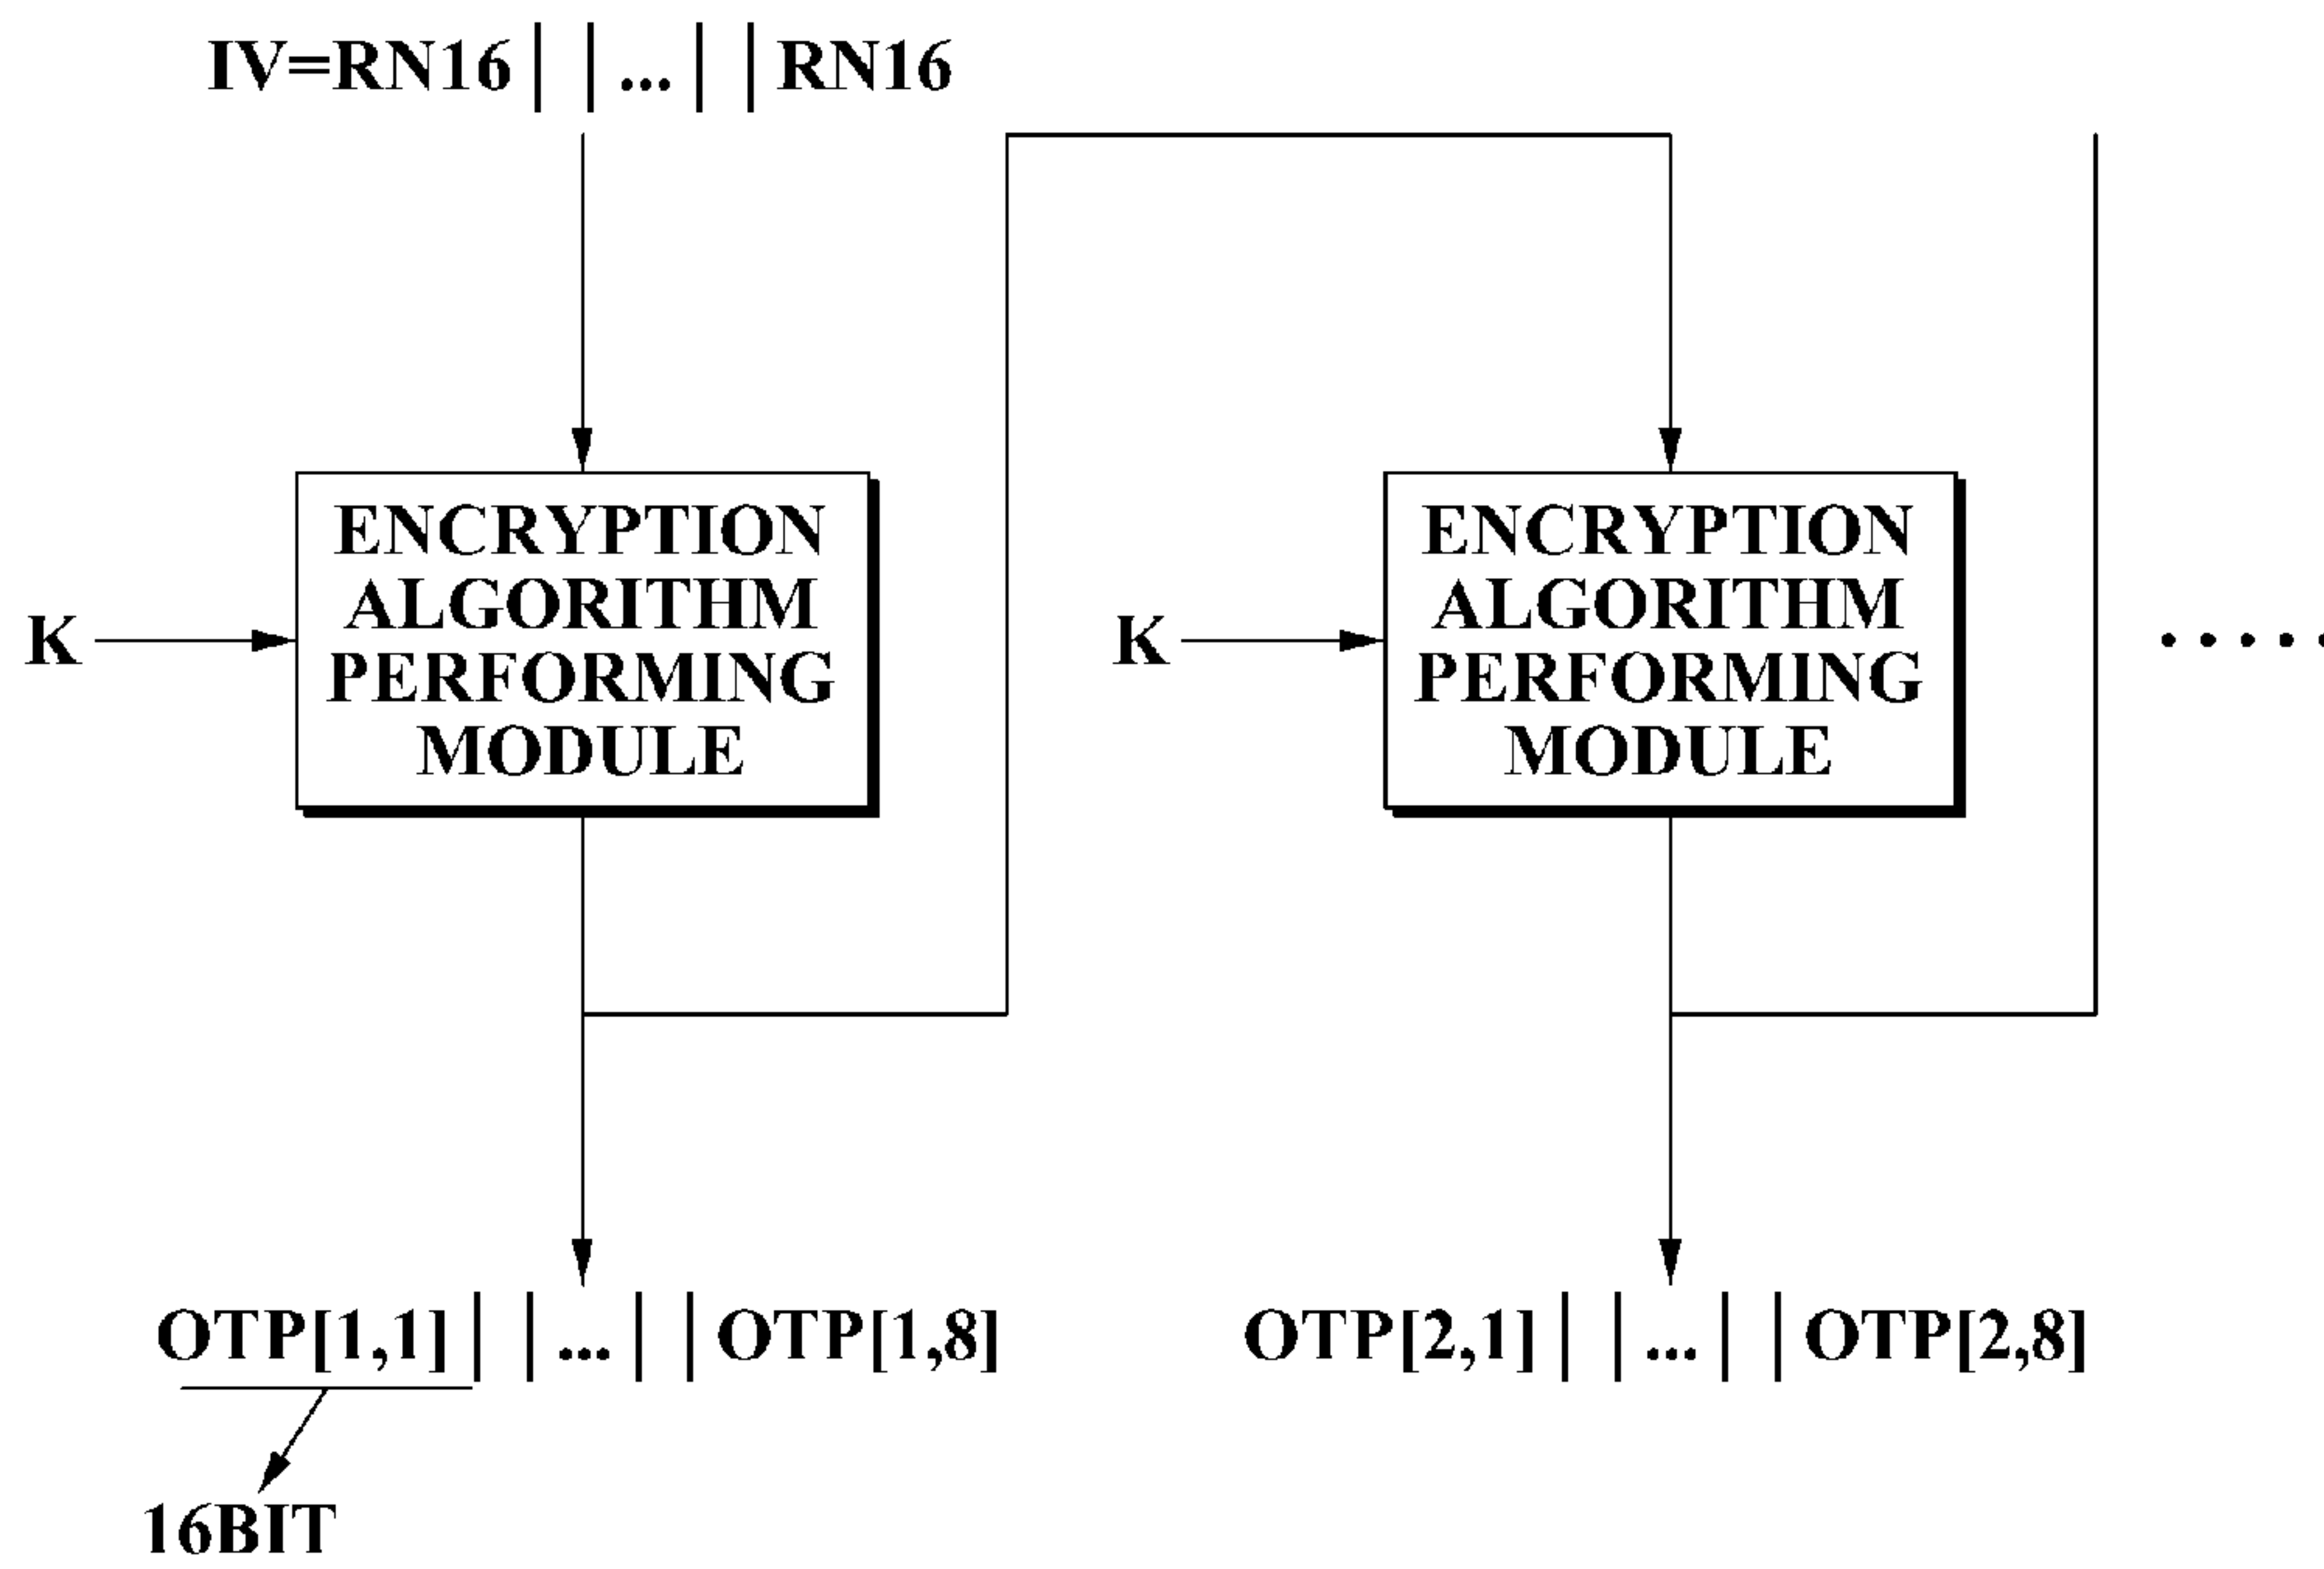 IV=RN16||...||RN16
ENCRYPTION
ALGORITHM
PERFORMING
MODULE
K
ENCRYPTION
ALGORITHM
PERFORMING
MODULE
K
.....
OTP[1,1]||...||OTP[1,8]
OTP[2,1]||...||OTP[2,8]
16BIT